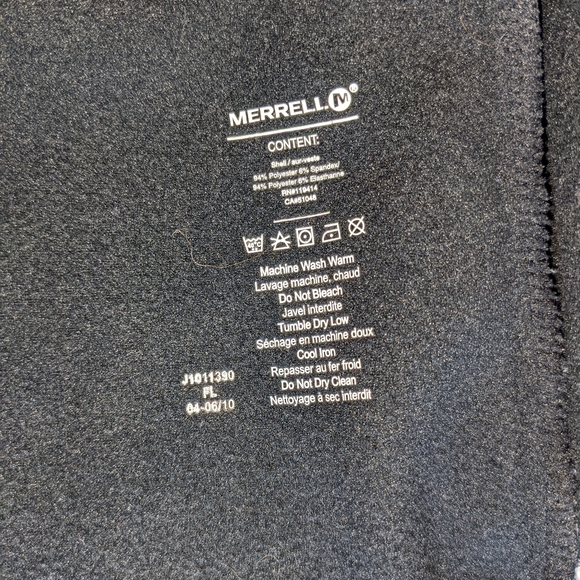 MERRELL M®
CONTENT:
Shell / sur-veste
94% Polyester 6% Spandex/
94% Polyester 6% Elasthanne
RN#119414
CA#51048
Machine Wash Warm
Lavage machine, chaud
Do Not Bleach
Javel interdite
Tumble Dry Low
Séchage en machine doux
Cool Iron
Repasser au fer froid
Do Not Dry Clean
Nettoyage à sec interdit
J1011390
FL
04-06/10